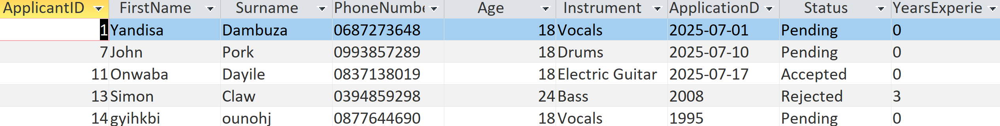 ApplicantID FirstName Surname PhoneNumbe Age Instrument ApplicationD Status YearsExperie
1 Yandisa Dambuza 0687273648 18 Vocals 2025-07-01 Pending 0
7 John Pork 0993857289 18 Drums 2025-07-10 Pending 0
11 Onwaba Dayile 0837138019 18 Electric Guitar 2025-07-17 Accepted 0
13 Simon Claw 0394859298 24 Bass 2008 Rejected 3
14 gyihkbi ounohj 0877644690 18 Vocals 1995 Pending 0